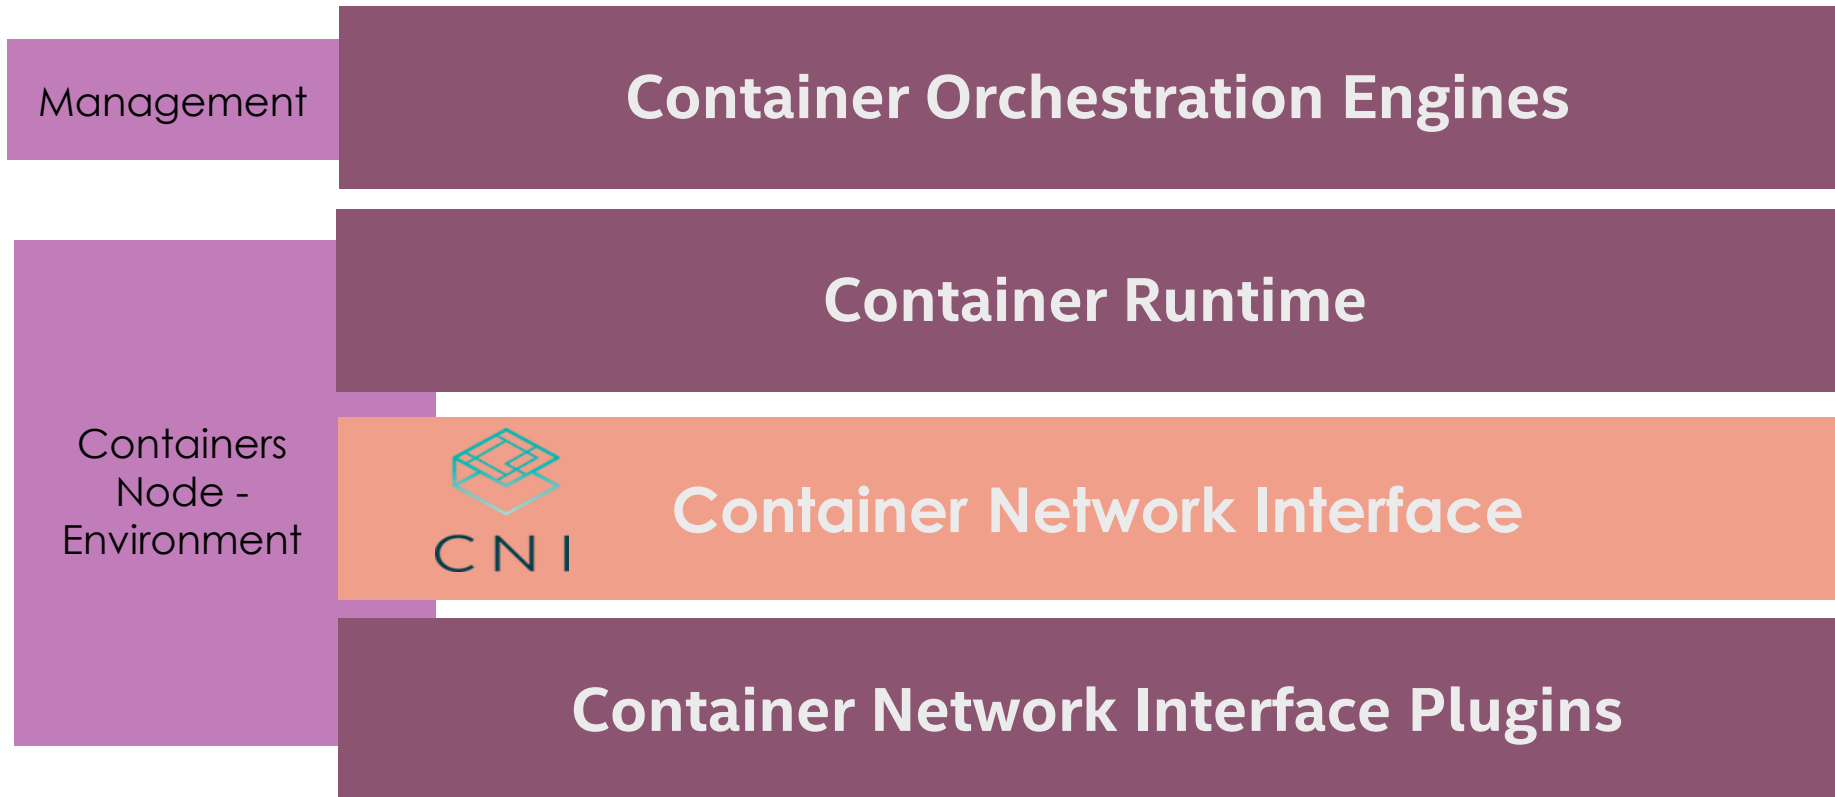 Management
Container Orchestration Engines
Container Runtime
Containers
Node -
Environment
CNI
Container Network Interface
Container Network Interface Plugins